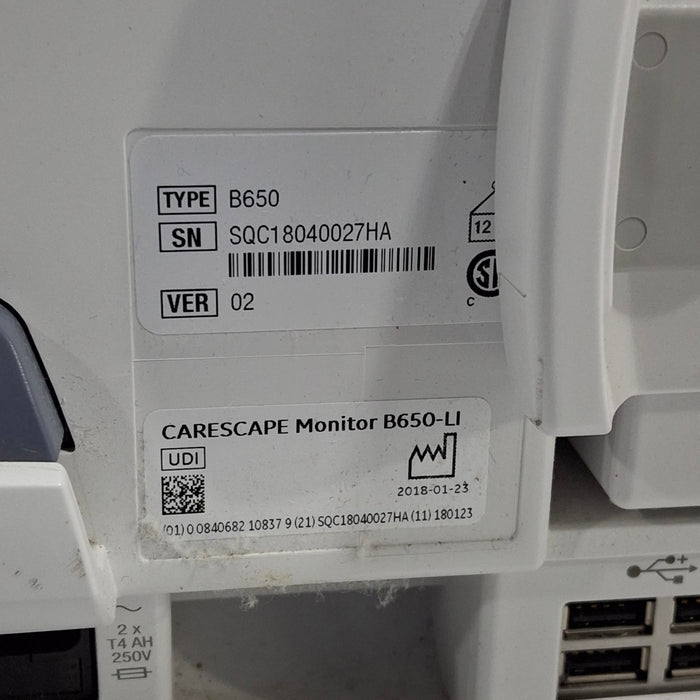 TYPE B650
SN SQC18040027HA
12
C
VER 02
CARESCAPE Monitor B650-LI
UDI
2018-01-23
(01) 0 0840682 10837 9 (21) SQC18040027HA (11) 180123
2 x
T4 AH
250V